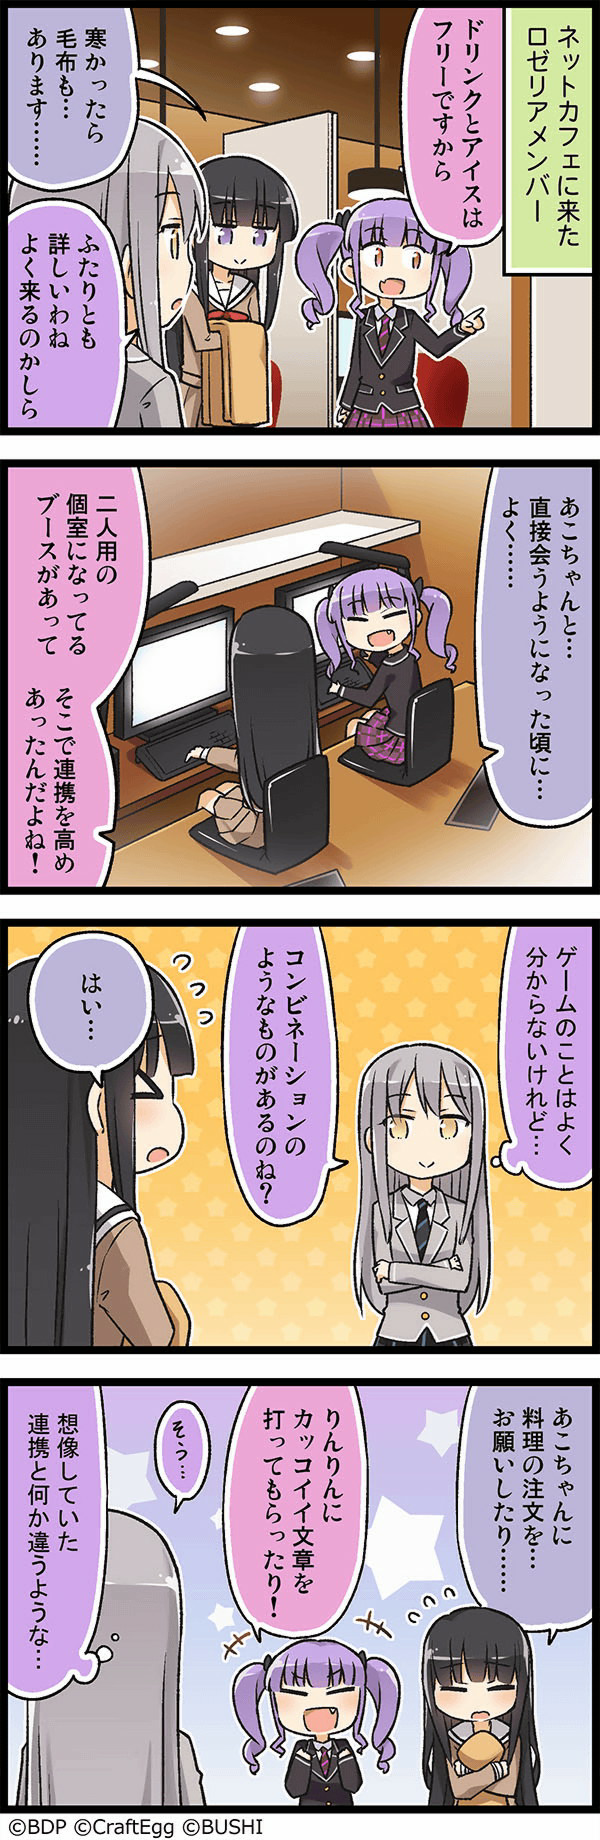 ネットカフェに来た
ロゼリアメンバー
ドリンクとアイスは
フリーですから
寒かったら
毛布も…
あります……
ふたりとも
詳しいわね
よく来るのかしら
あこちゃんと…
直接会うようになった頃に…
よく……
二人用の
個室になってる
ブースがあって
そこで連携を高め
あったんだよね！
ゲームのことはよく
分からないけれど…
コンビネーションの
ようなものがあるのね？
はい…
あこちゃんに
料理の注文を…
お願いしたり……
りんりんに
カッコイイ文章を
打ってもらったり！
そう…
想像していた
連携と何か違うような…
©BDP ©CraftEgg ©BUSHI